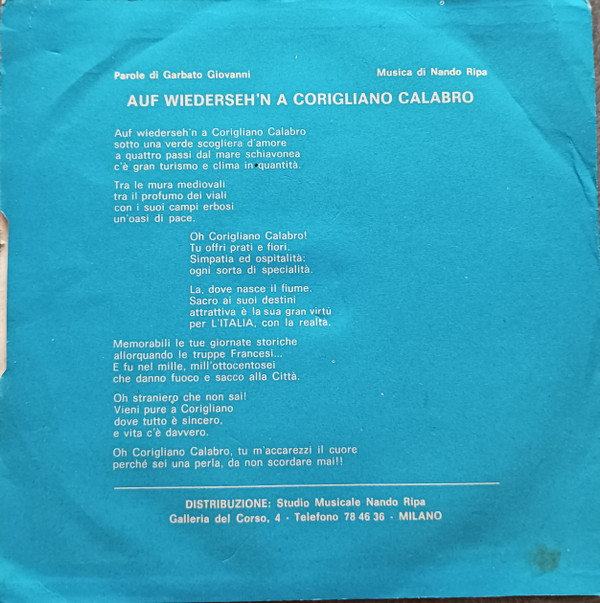 Parole di Garbato Giovanni
Musica di Nando Ripa
AUF WIEDERSEH'N A CORIGLIANO CALABRO
Auf wiederseh'n a Corigliano Calabro
sotto una verde scogliera d'amore
a quattro passi dal mare schiavonea
c'è gran turismo e clima in quantità.
Tra le mura mediovali
tra il profumo dei viali
con i suoi campi erbosi
un'oasi di pace.
Oh Corigliano Calabro!
Tu offri prati e fiori.
Simpatia ed ospitalità:
ogni sorta di specialità.
La, dove nasce il fiume.
Sacro ai suoi destini
attrattiva è la sua gran virtù
per L'ITALIA, con la realtà.
Memorabili le tue giornate storiche
allorquando le truppe Francesi...
E fu nel mille, mill'ottocentosei
che danno fuoco e sacco alla Città.
Oh straniero che non sai!
Vieni pure a Corigliano
dove tutto è sincero.
e vita c'è davvero.
Oh Corigliano Calabro, tu m'accarezzi il cuore
perché sei una perla, da non scordare mai!!
DISTRIBUZIONE: Studio Musicale Nando Ripa
Galleria del Corso, 4 - Telefono 78 46 36 - MILANO